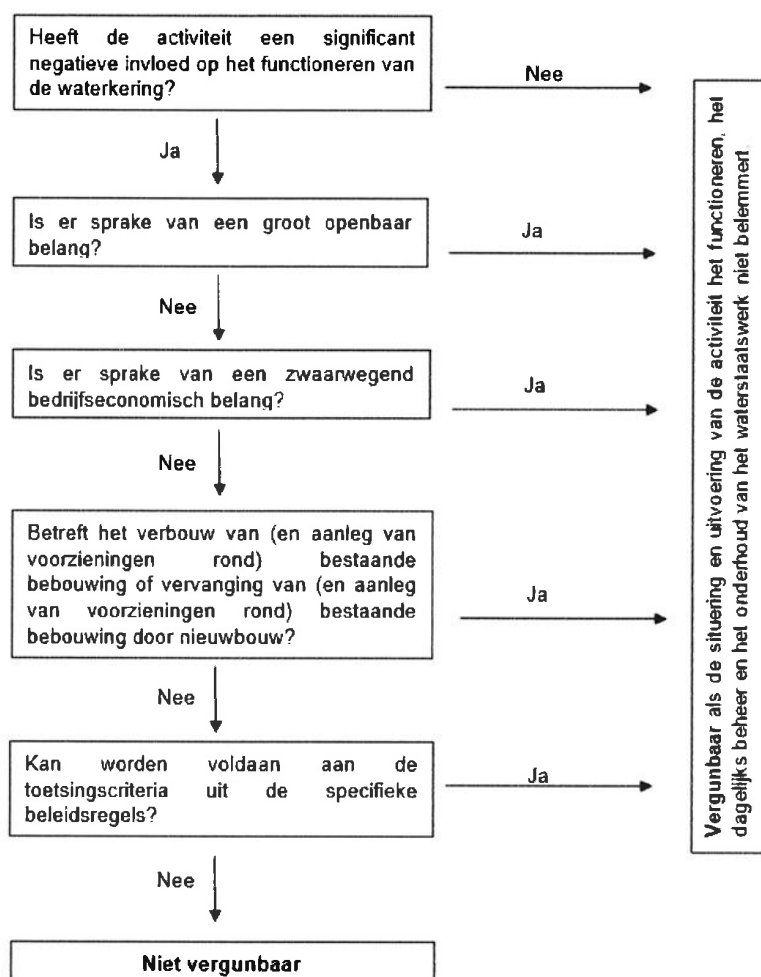 Heeft de activiteit een significant
negatieve invloed op het functioneren van
de waterkering?
Nee
Ja
Is er sprake van een groot openbaar
belang?
Ja
Nee
Is er sprake van een zwaarwegend
bedrijfseconomisch belang?
Ja
Nee
Betreft het verbouw van (en aanleg van
voorzieningen rond) bestaande
bebouwing of vervanging van (en aanleg
van voorzieningen rond) bestaande
bebouwing door nieuwbouw?
Ja
Nee
Kan worden voldaan aan de
toetsingscriteria uit de specifieke
beleidsregels?
Ja
Nee
Niet vergunbaar
Vergunbaar als de situering en uitvoering van de activiteit het functioneren, het
dagelijks beheer en het onderhoud van het waterstaatswerk niet belemmert.